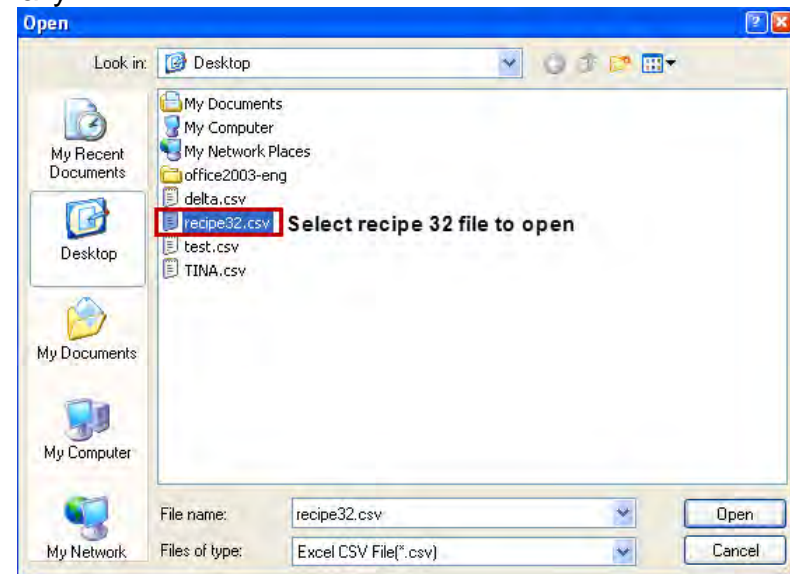 Open
Look in: Desktop
My Documents
My Computer
My Network Places
office2003-eng
delta.csv
recipe32.csv Select recipe 32 file to open
test.csv
TINA.csv
My Recent
Documents
Desktop
My Documents
My Computer
My Network
File name: recipe32.csv Open
Files of type: Excel CSV File(*.csv) Cancel